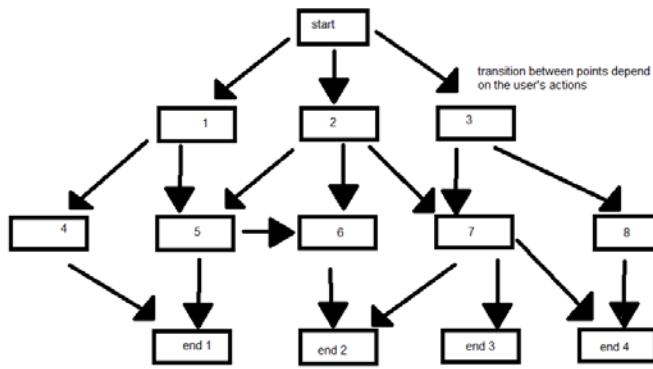 start
transition between points depend
on the user's actions
1
2
3
4
5
6
7
8
end 1
end 2
end 3
end 4